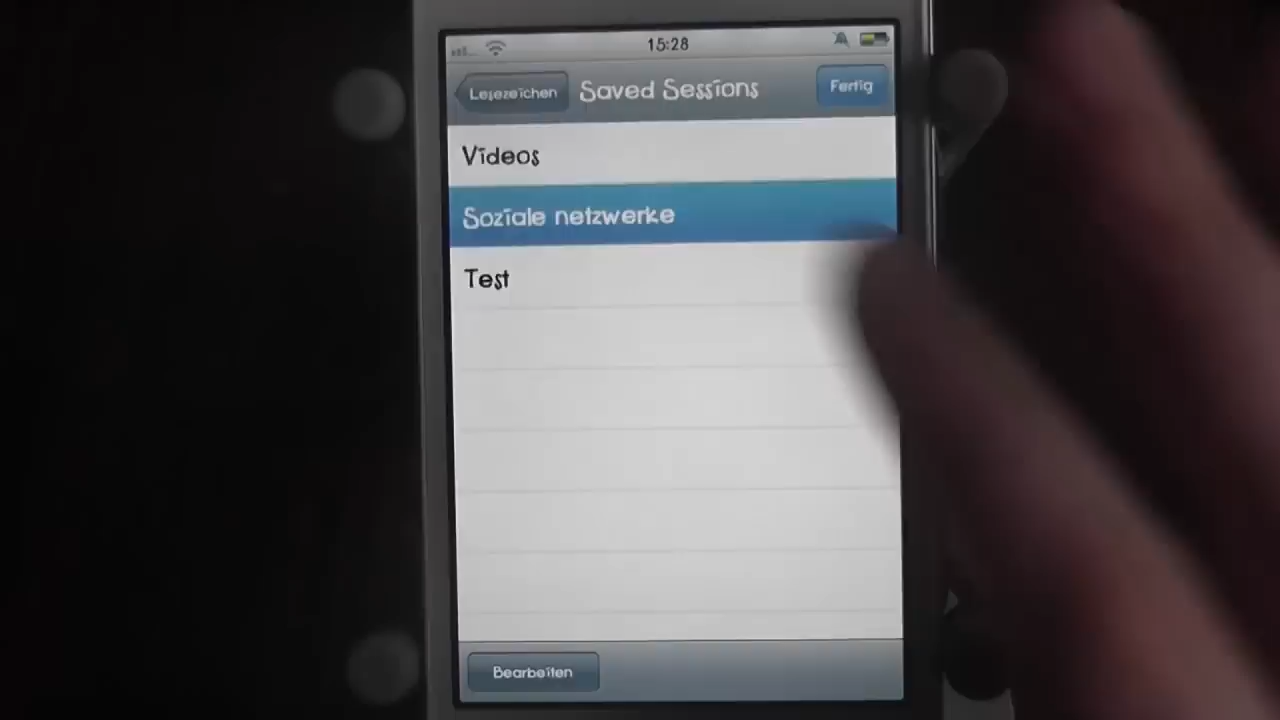 15:28
Lesezeichen Saved Sessions Fertig
Videos
Soziale netzwerke
Test
Bearbeiten